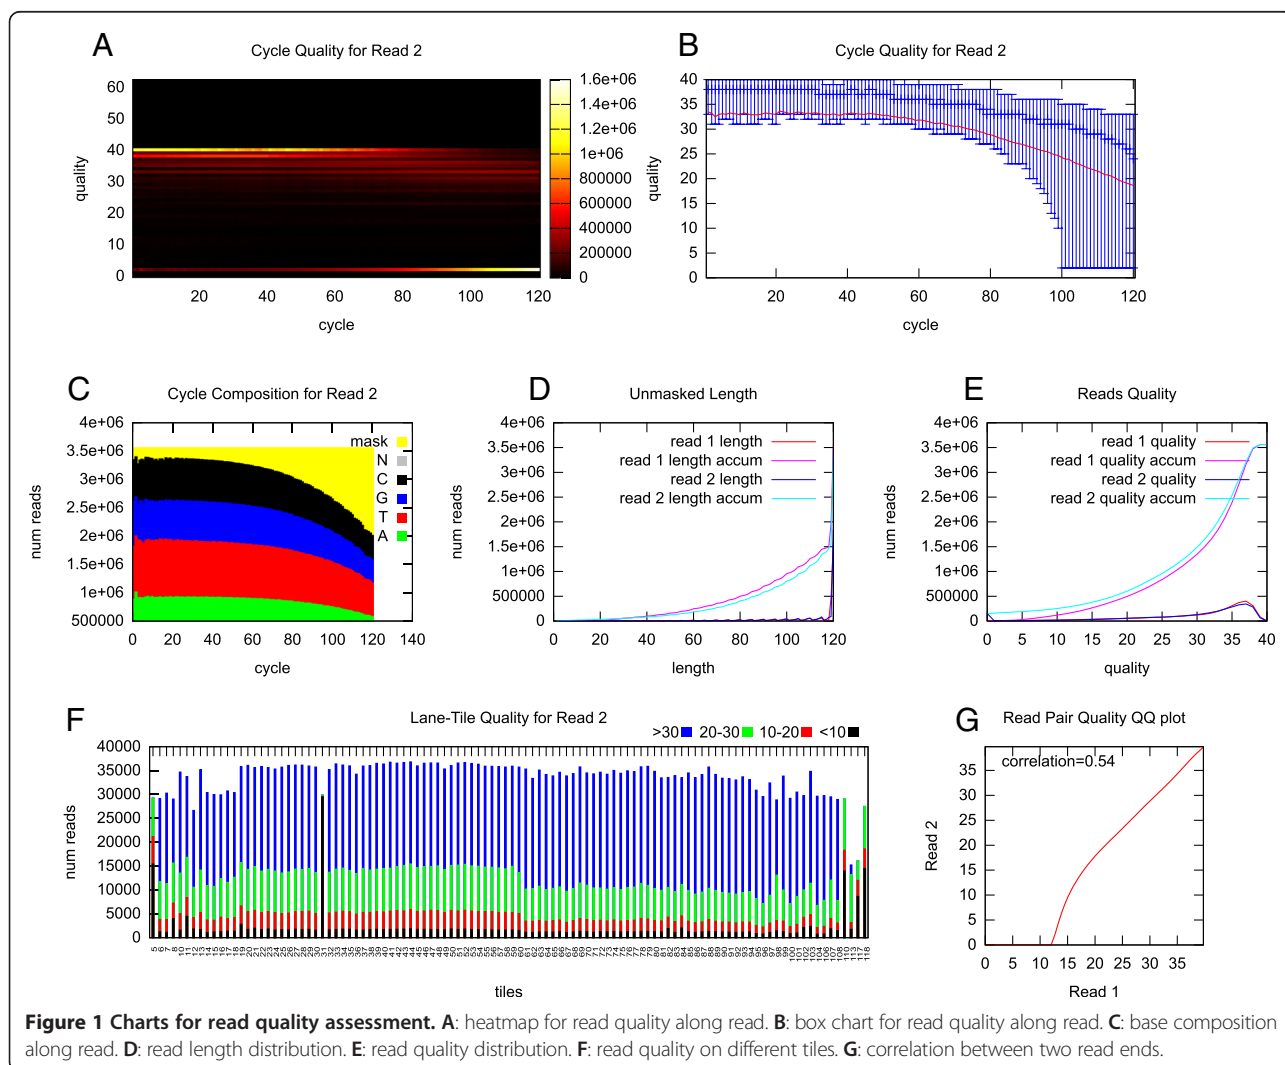 A
Cycle Quality for Read 2
quality
60
50
40
30
20
10
0
20 40 60 80 100 120
cycle
1.6e+06
1.4e+06
1.2e+06
1e+06
800000
600000
400000
200000
0
B
Cycle Quality for Read 2
quality
40
35
30
25
20
15
10
5
0
20 40 60 80 100 120
cycle
C
Cycle Composition for Read 2
num reads
4e+06
3.5e+06
3e+06
2.5e+06
2e+06
1.5e+06
1e+06
500000
mask
N
C
G
T
A
0 20 40 60 80 100 120 140
cycle
D
Unmasked Length
num reads
4e+06
3.5e+06
3e+06
2.5e+06
2e+06
1.5e+06
1e+06
500000
0
read 1 length
read 1 length accum
read 2 length
read 2 length accum
0 20 40 60 80 100 120
length
E
Reads Quality
num reads
4e+06
3.5e+06
3e+06
2.5e+06
2e+06
1.5e+06
1e+06
500000
0
read 1 quality
read 1 quality accum
read 2 quality
read 2 quality accum
0 5 10 15 20 25 30 35 40
quality
F
Lane-Tile Quality for Read 2
>30 20-30 10-20 <10
num reads
40000
35000
30000
25000
20000
15000
10000
5000
0
tiles
G
Read Pair Quality QQ plot
correlation=0.54
Read 2
35
30
25
20
15
10
5
0
0 5 10 15 20 25 30 35
Read 1
Figure 1 Charts for read quality assessment. A: heatmap for read quality along read. B: box chart for read quality along read. C: base composition
along read. D: read length distribution. E: read quality distribution. F: read quality on different tiles. G: correlation between two read ends.